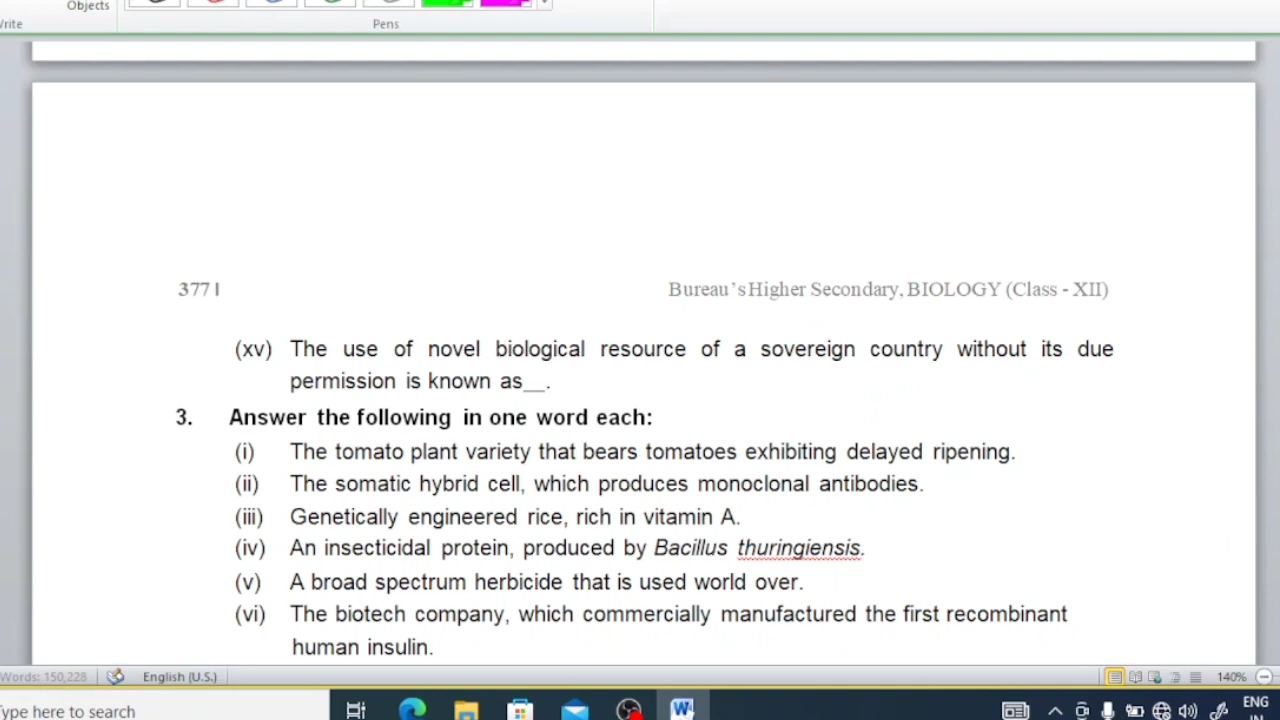 Objects
Write
Pens
377 |
Bureau's Higher Secondary, BIOLOGY (Class - XII)
(xv) The use of novel biological resource of a sovereign country without its due
permission is known as__.
3. Answer the following in one word each:
(i) The tomato plant variety that bears tomatoes exhibiting delayed ripening.
(ii) The somatic hybrid cell, which produces monoclonal antibodies.
(iii) Genetically engineered rice, rich in vitamin A.
(iv) An insecticidal protein, produced by Bacillus thuringiensis.
(v) A broad spectrum herbicide that is used world over.
(vi) The biotech company, which commercially manufactured the first recombinant
human insulin.
Words: 150,228
English (U.S.)
140%
Type here to search
ENG
IN